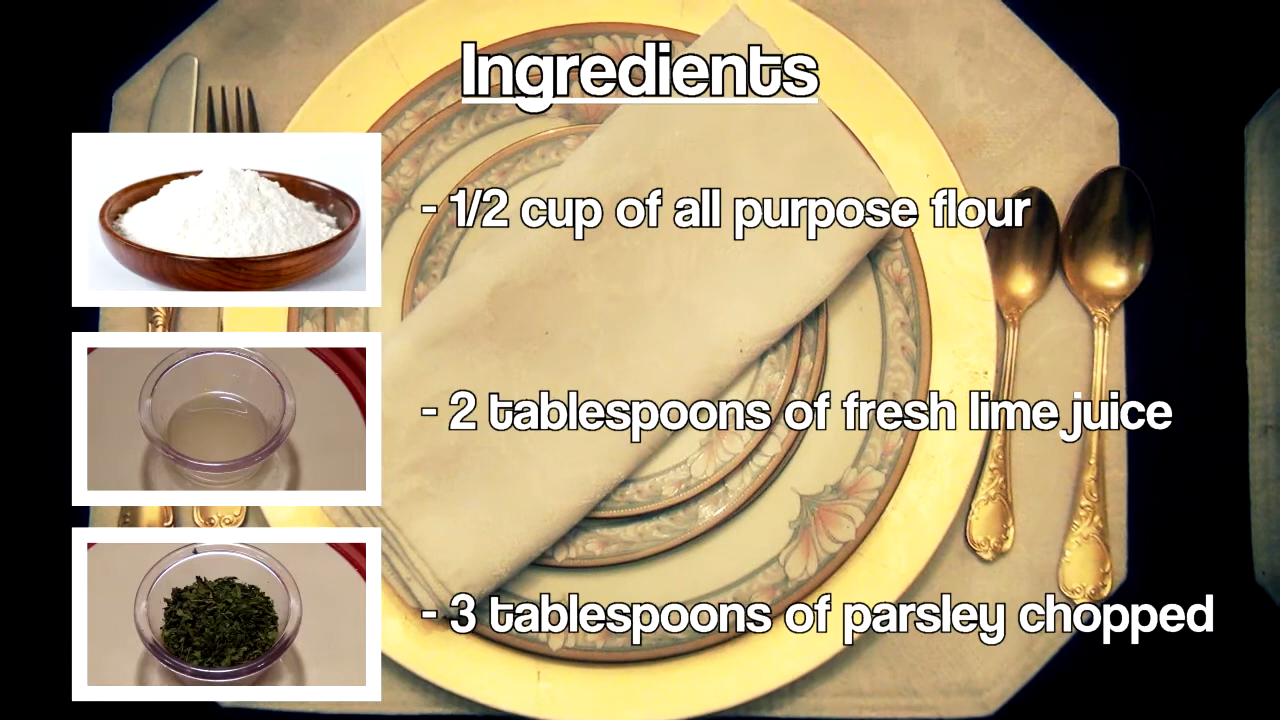 Ingredients
- 1/2 cup of all purpose flour
- 2 tablespoons of fresh lime juice
- 3 tablespoons of parsley chopped